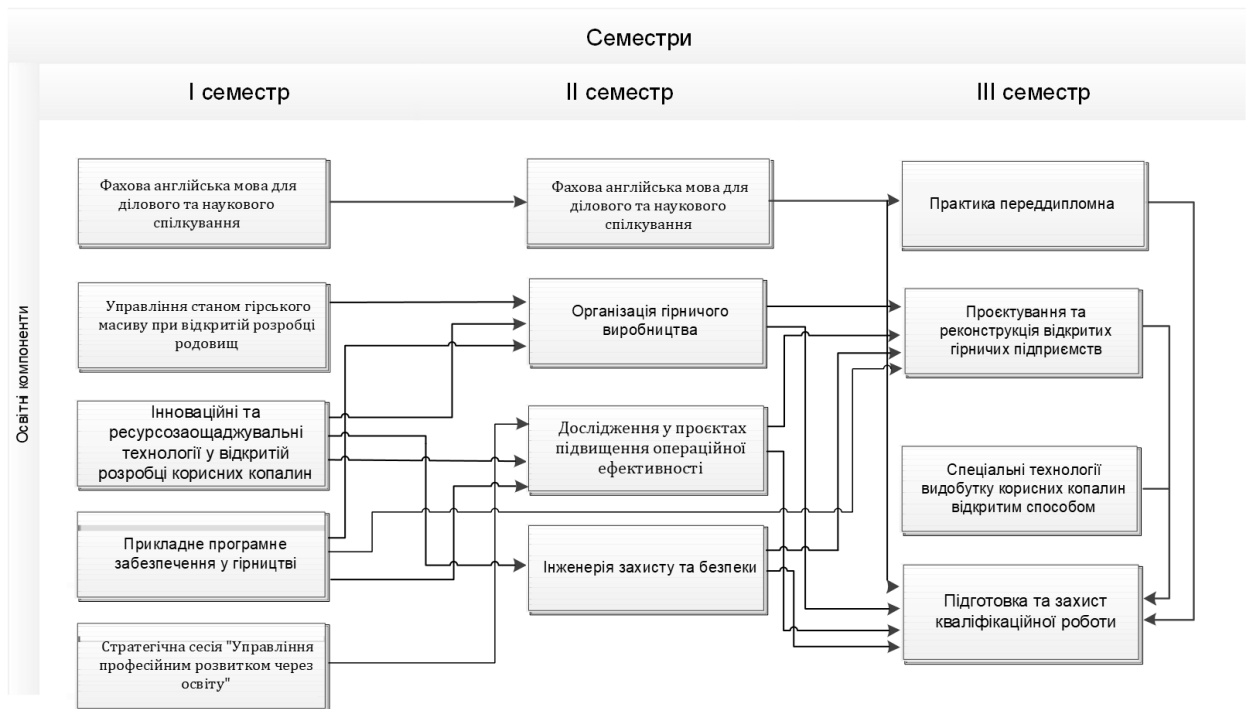 Семестри
І семестр
ІІ семестр
ІІІ семестр
Освітні компоненти
Фахова англійська мова для
ділового та наукового
спілкування
Управління станом гірського
масиву при відкритій розробці
родовищ
Інноваційні та
ресурсозаощаджувальні
технології у відкритій
розробці корисних копалин
Прикладне програмне
забезпечення у гірництві
Стратегічна сесія "Управління
професійним розвитком через
освіту"
Фахова англійська мова для
ділового та наукового
спілкування
Організація гірничого
виробництва
Дослідження у проєктах
підвищення операційної
ефективності
Інженерія захисту та безпеки
Практика переддипломна
Проєктування та
реконструкція відкритих
гірничих підприємств
Спеціальні технології
видобутку корисних копалин
відкритим способом
Підготовка та захист
кваліфікаційної роботи